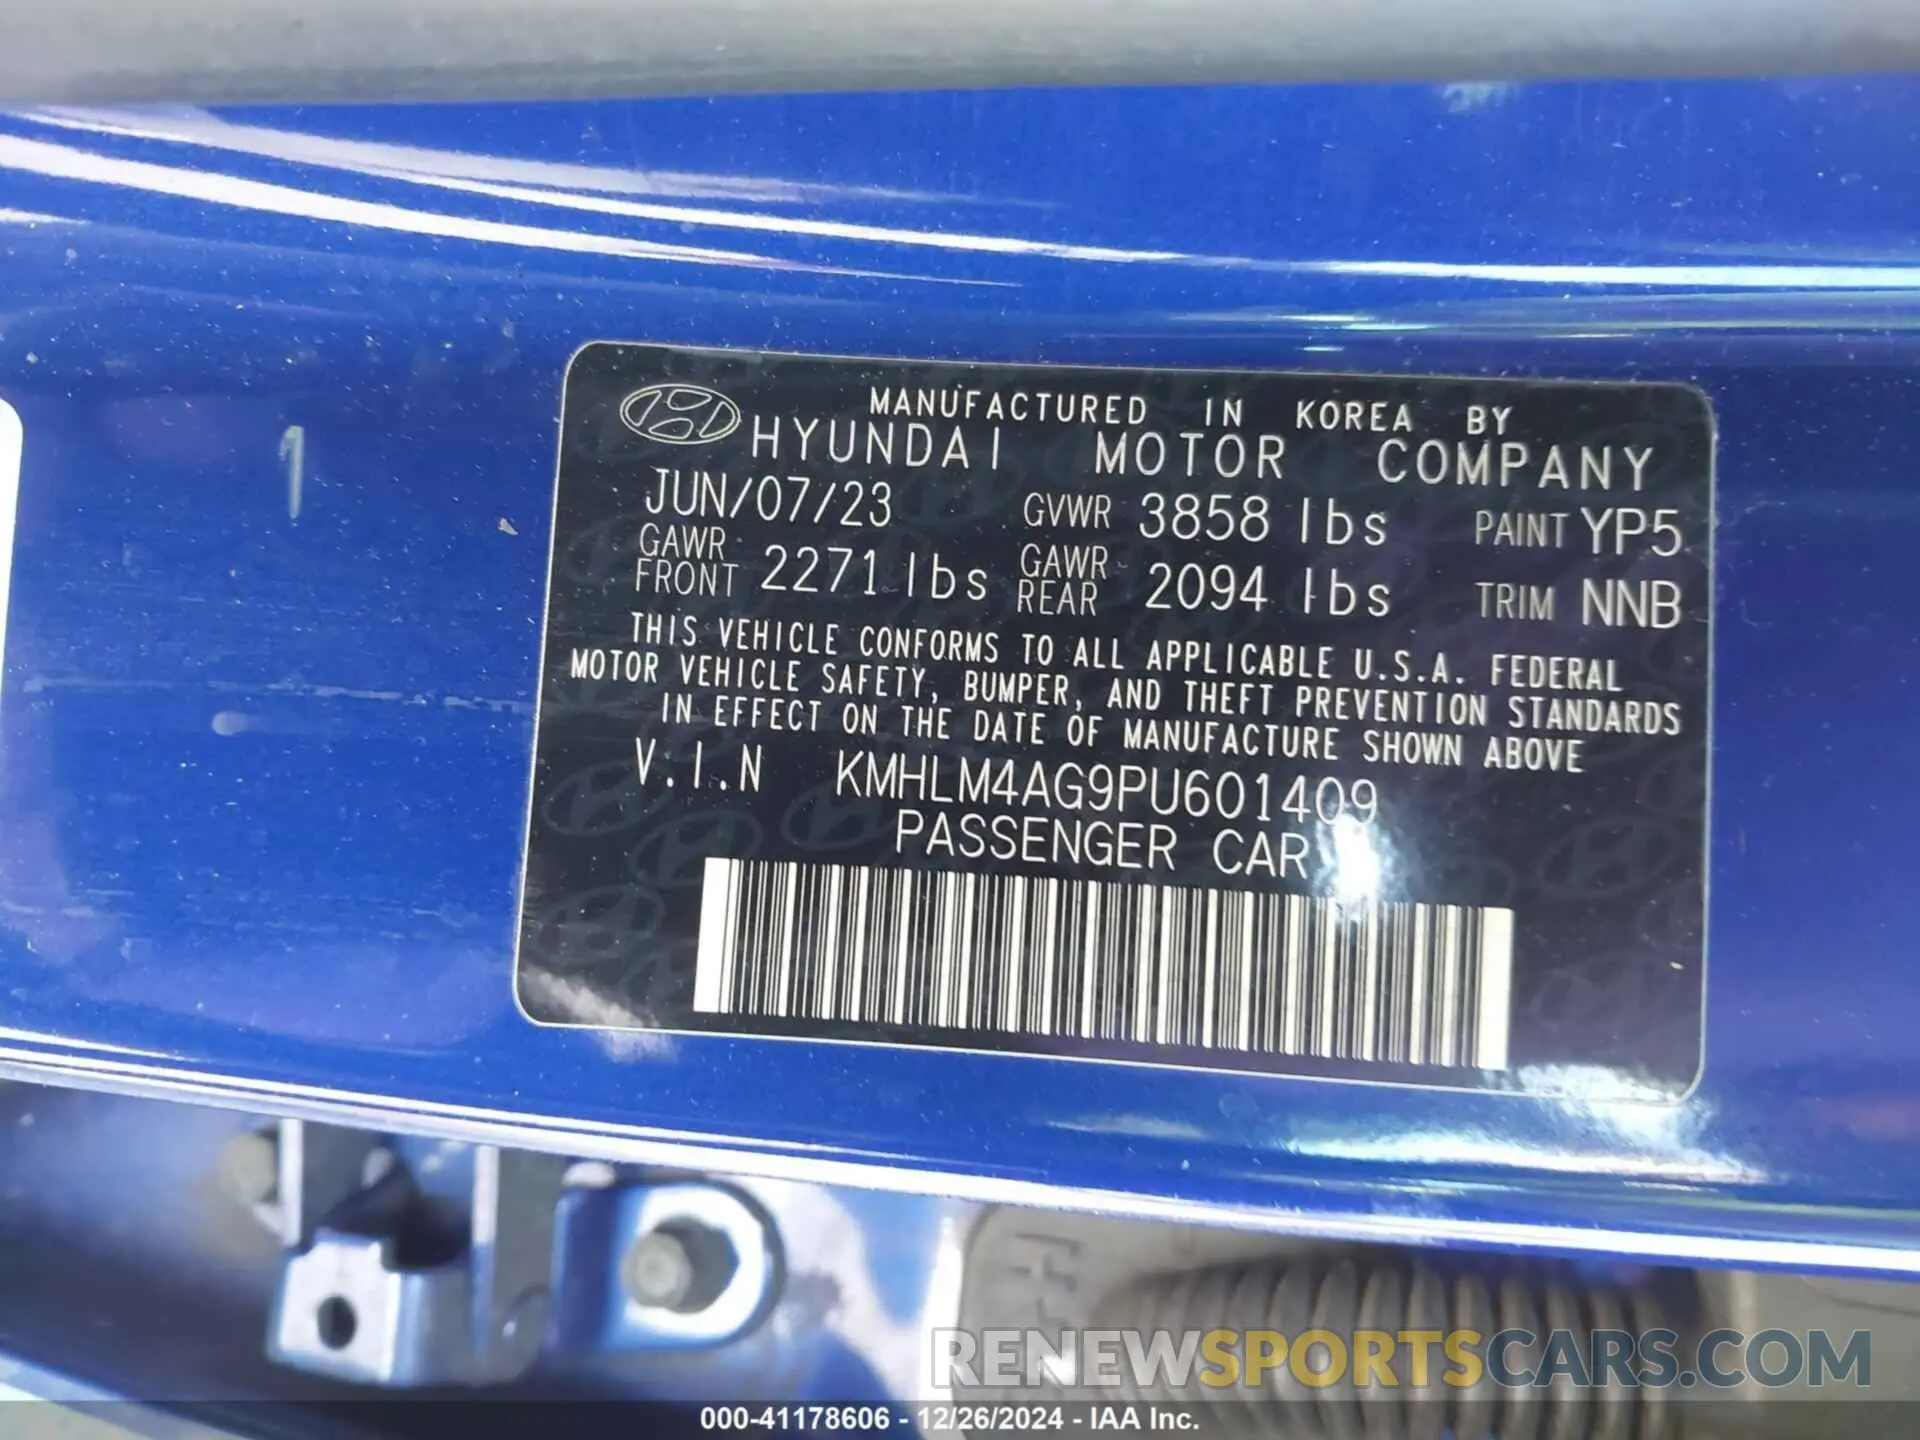 1
MANUFACTURED IN KOREA BY
HYUNDAI MOTOR COMPANY
JUN/07/23 GVWR 3858 lbs PAINT YP5
GAWR FRONT 2271 lbs GAWR REAR 2094 lbs TRIM NNB
THIS VEHICLE CONFORMS TO ALL APPLICABLE U.S.A. FEDERAL
MOTOR VEHICLE SAFETY, BUMPER, AND THEFT PREVENTION STANDARDS
IN EFFECT ON THE DATE OF MANUFACTURE SHOWN ABOVE
V.I.N KMHLM4AG9PU601409
PASSENGER CAR
RENEWSPORTSCARS.COM
000-41178606 - 12/26/2024 - IAA Inc.